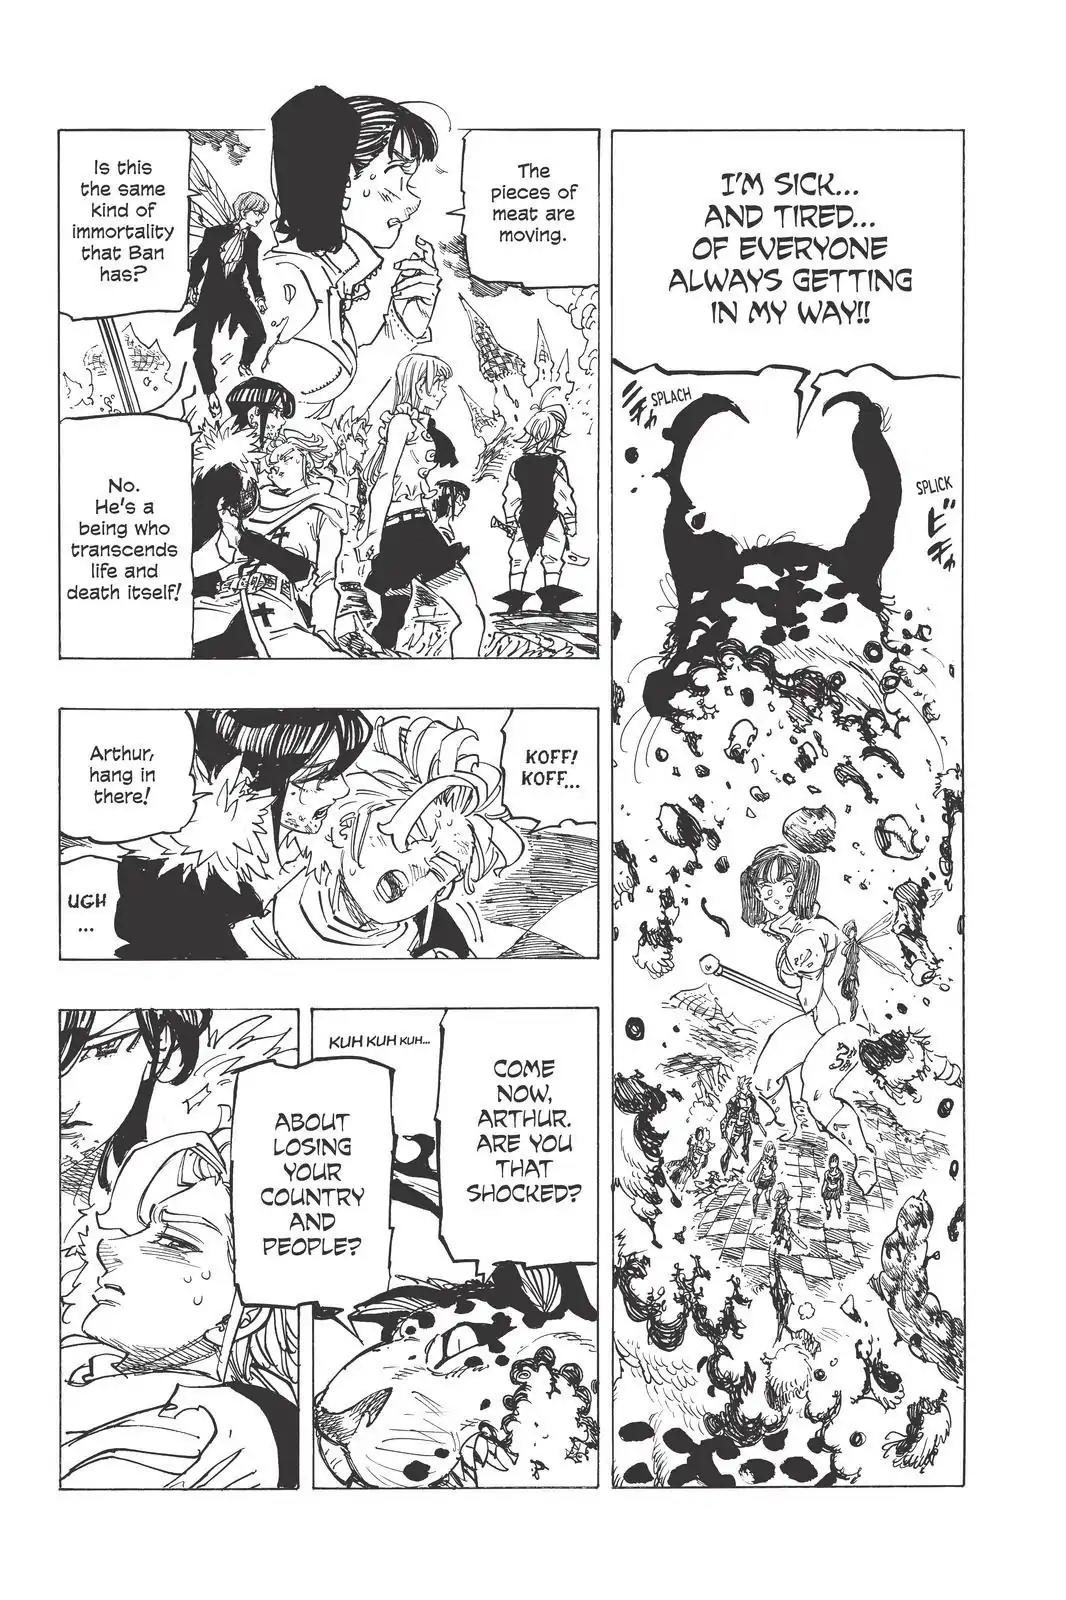 I'M SICK...
AND TIRED...
OF EVERYONE
ALWAYS GETTING
IN MY WAY!!
SPLACH
SPLICK
ビチャ
The
pieces of
meat are
moving.
Is this
the same
kind of
immortality
that Ban
has?
No.
He's a
being who
transcends
life and
death itself!
KOFF!
KOFF...
Arthur,
hang in
there!
UGH
...
COME
NOW,
ARTHUR.
ARE YOU
THAT
SHOCKED?
KUH KUH KUH...
ABOUT
LOSING
YOUR
COUNTRY
AND
PEOPLE?